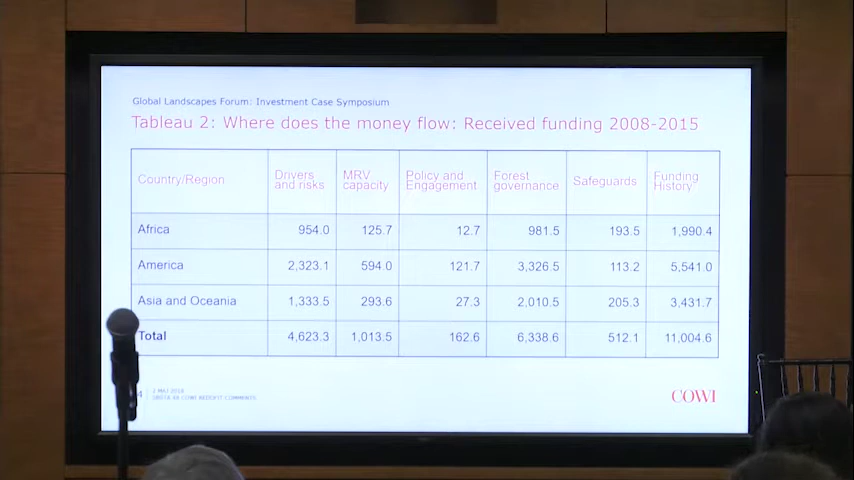 Global Landscapes Forum: Investment Case Symposium
Tableau 2: Where does the money flow: Received funding 2008-2015
Country/Region Drivers and risks MRV capacity Policy and Engagement Forest governance Safeguards Funding History
Africa 954.0 125.7 12.7 981.5 193.5 1,990.4
America 2,323.1 594.0 121.7 3,326.5 113.2 5,541.0
Asia and Oceania 1,333.5 293.6 27.3 2,010.5 205.3 3,431.7
Total 4,623.3 1,013.5 162.6 6,338.6 512.1 11,004.6
COWI